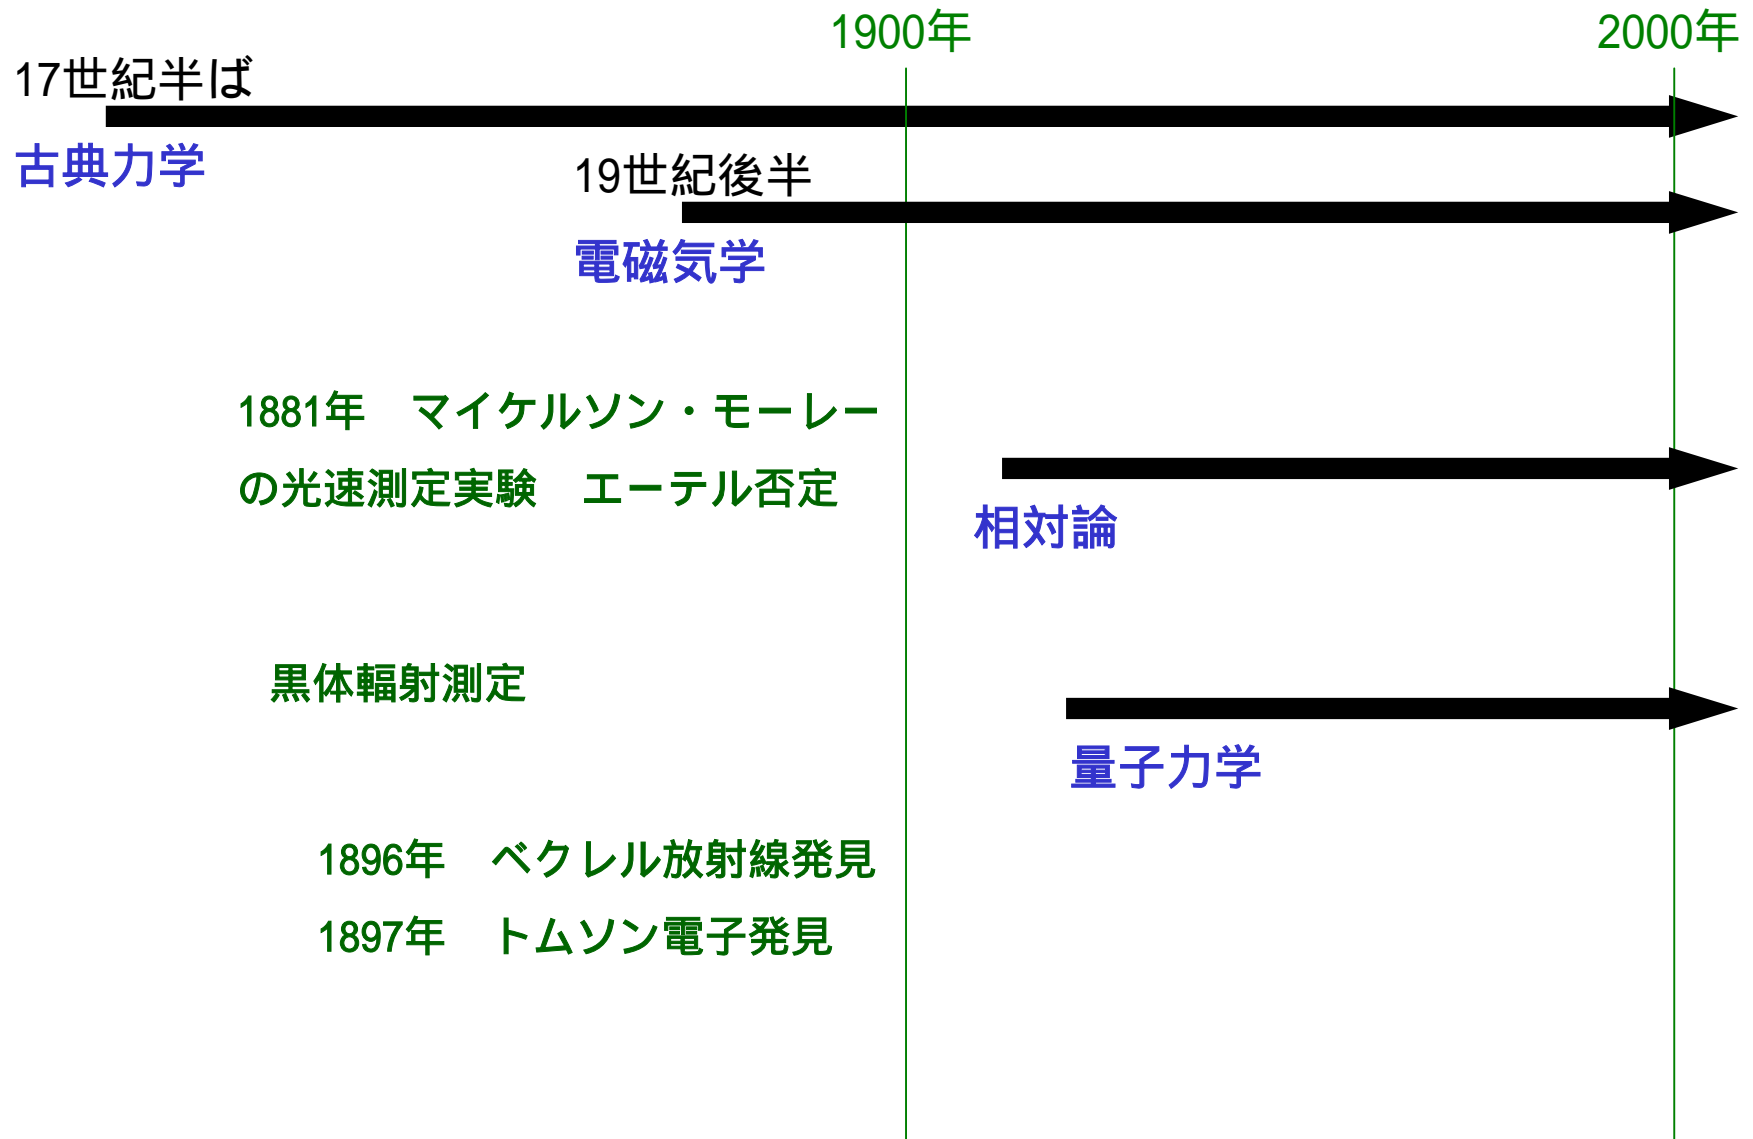 1900年
2000年
17世紀半ば
古典力学
19世紀後半
電磁気学
1881年　マイケルソン・モーレー
の光速測定実験　エーテル否定
相対論
黒体輻射測定
量子力学
1896年　ベクレル放射線発見
1897年　トムソン電子発見